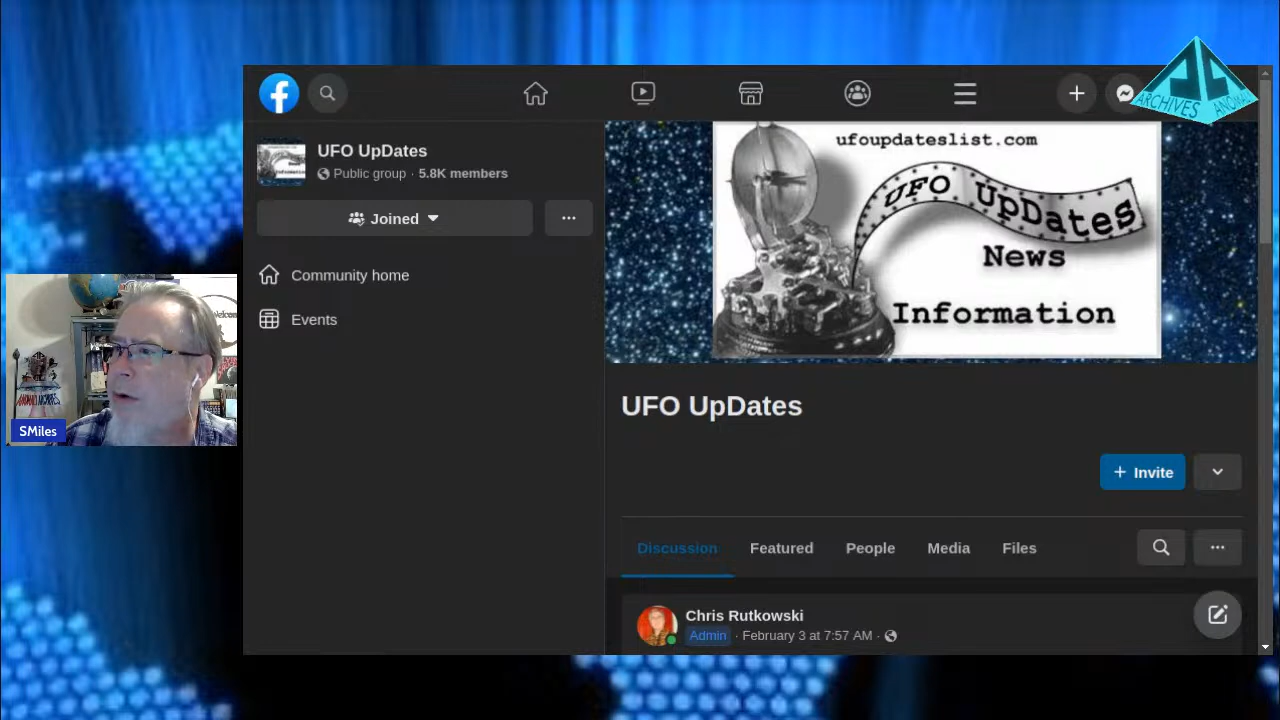 UFO UpDates
Public group · 5.8K members
Joined
Community home
Events
SMiles
ARCHIVES
ufoupdateslist.com
UFO UpDates
News
Information
UFO UpDates
+ Invite
Discussion
Featured
People
Media
Files
Chris Rutkowski
Admin · February 3 at 7:57 AM ·